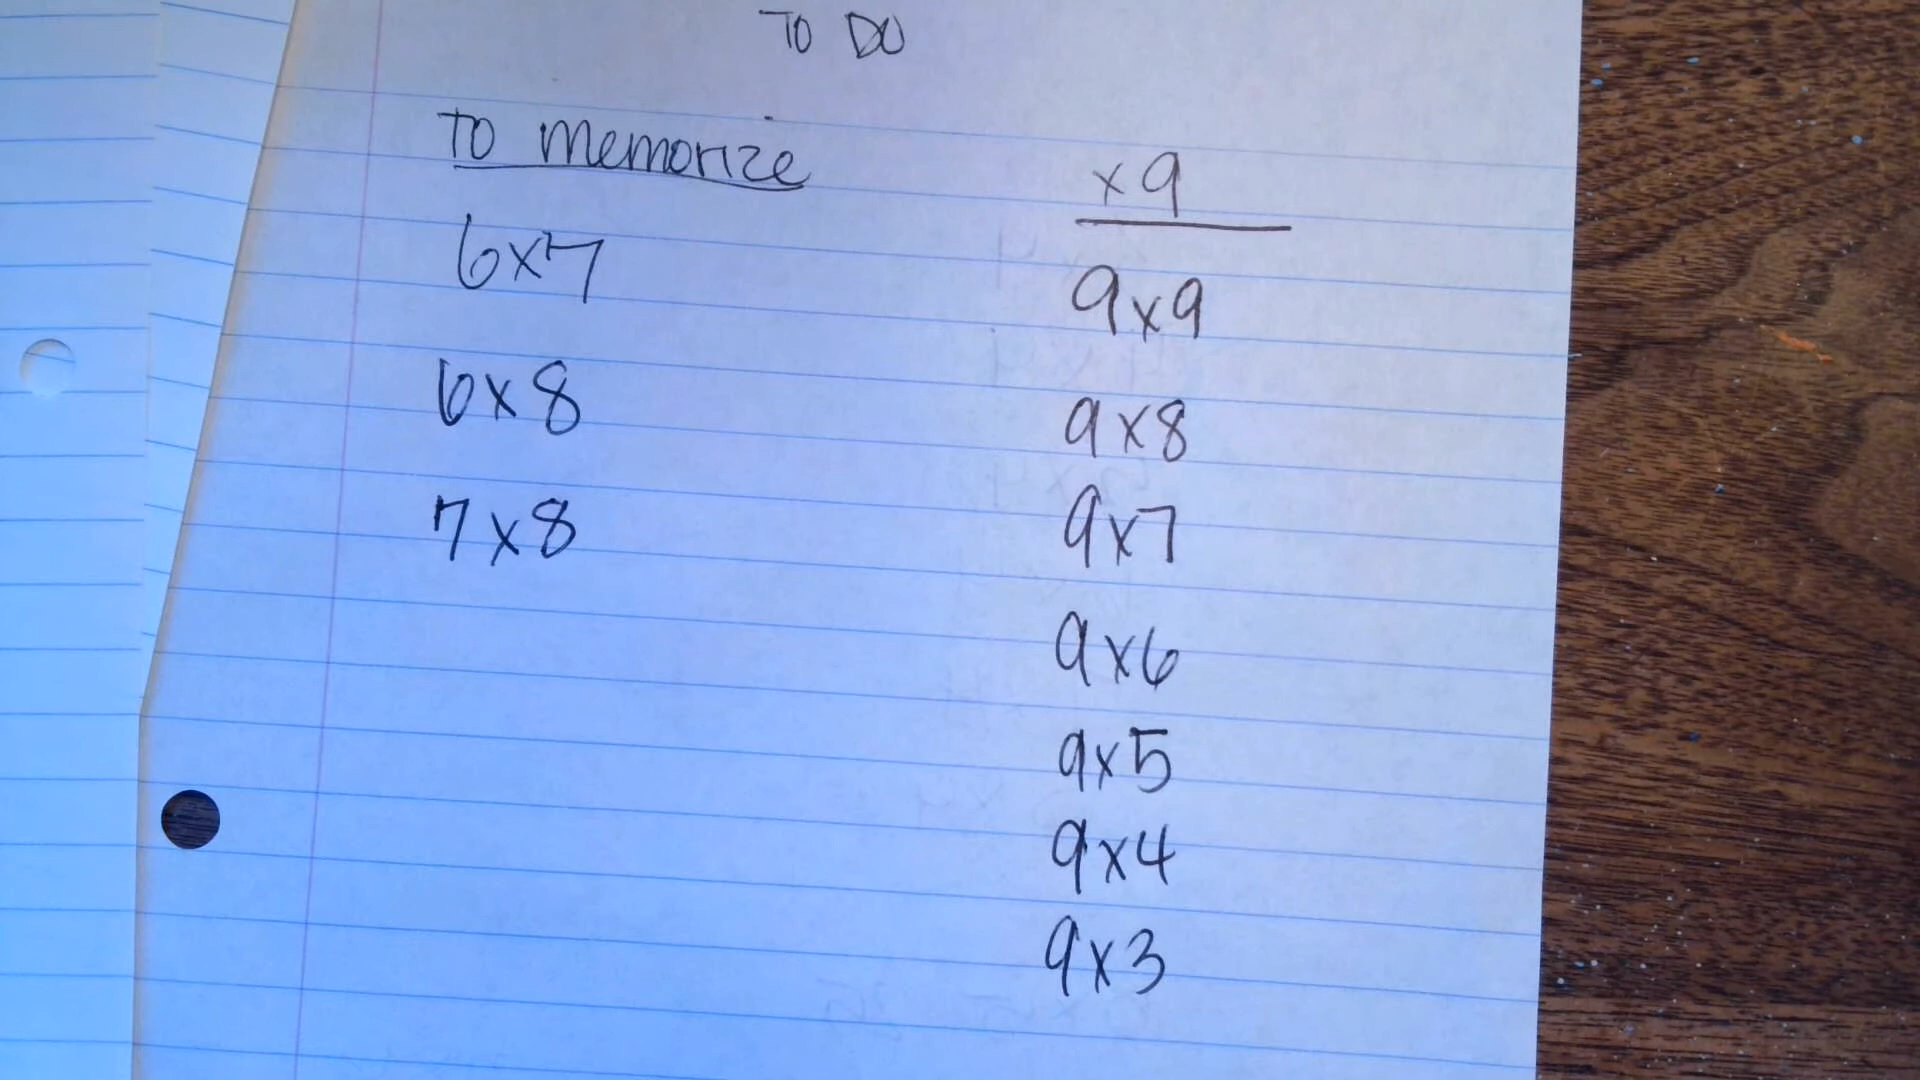 TO DO
To Memorize
6x7
6x8
7x8
x9
9x9
9x8
9x7
9x6
9x5
9x4
9x3